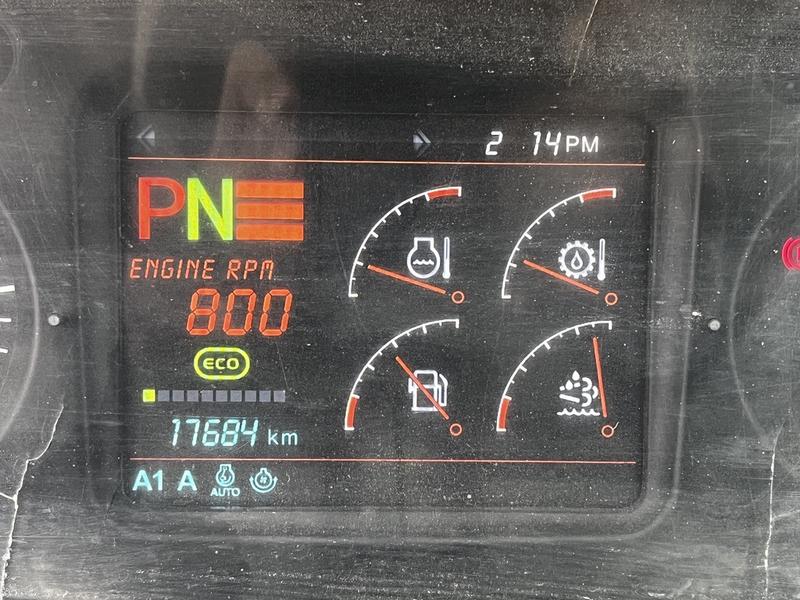 2 14PM
PN
ENGINE RPM
800
eco
17684 km
A1 A AUTO